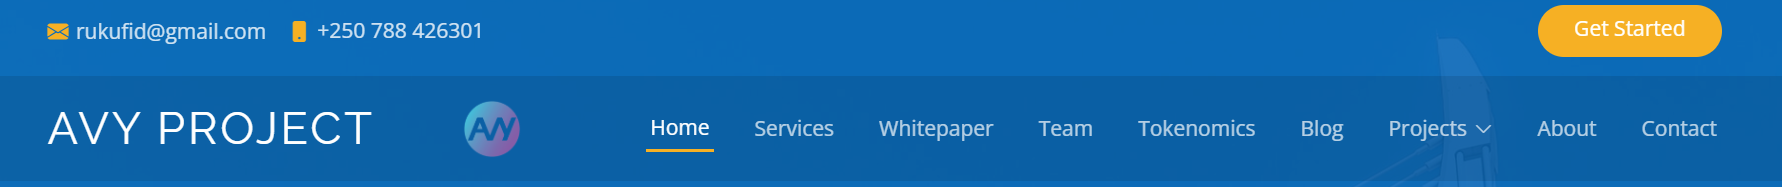 rukufid@gmail.com +250 788 426301 Get Started
AVY PROJECT AVY Home Services Whitepaper Team Tokenomics Blog Projects About Contact